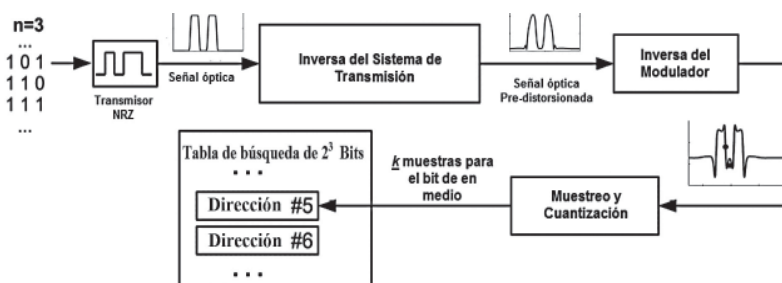 n=3
...
1 0 1
1 1 0
1 1 1
...
Transmisor
NRZ
Señal óptica
Inversa del Sistema de
Transmisión
Señal óptica
Pre-distorsionada
Inversa del
Modulador
Tabla de búsqueda de 2³ Bits
...
Dirección #5
Dirección #6
...
k muestras para
el bit de en
medio
Muestreo y
Cuantización